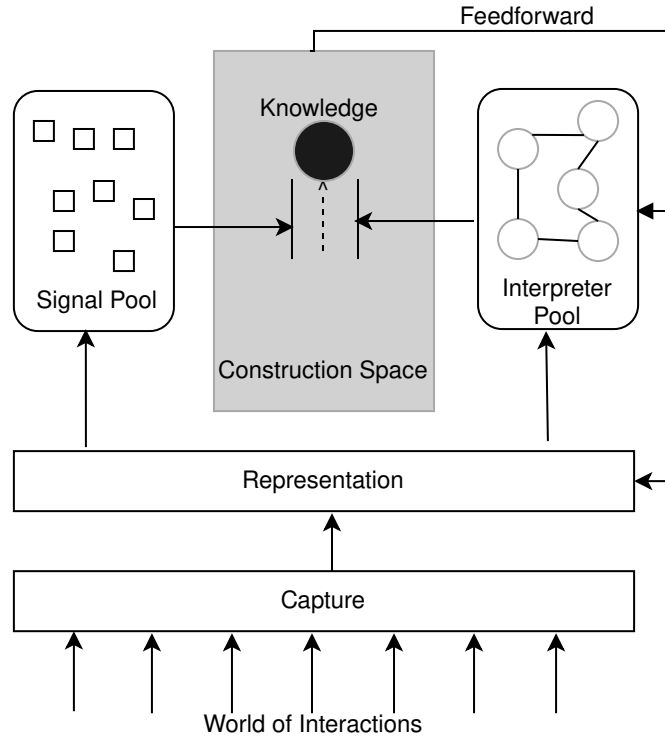 Feedforward
Knowledge
Signal Pool
Interpreter
Pool
Construction Space
Representation
Capture
World of Interactions